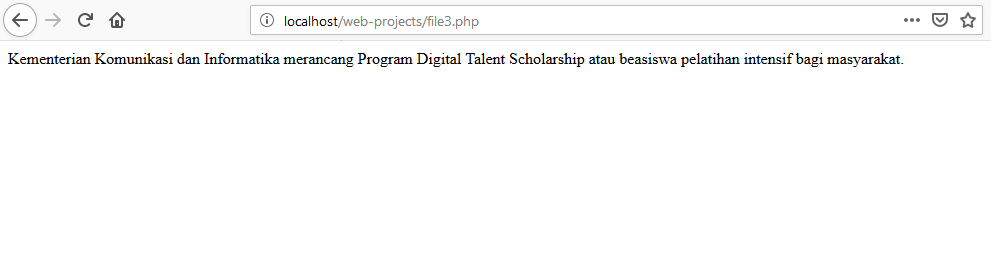 localhost/web-projects/file3.php
Kementerian Komunikasi dan Informatika merancang Program Digital Talent Scholarship atau beasiswa pelatihan intensif bagi masyarakat.